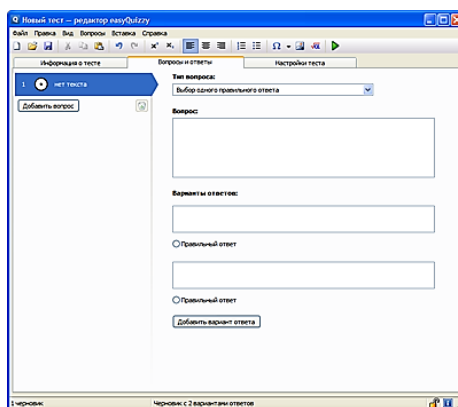 Новый тест — редактор easyQuizzy
Файл Правка Вид Вопросы Вставка Справка
Информация о тесте Вопросы и ответы Настройки теста
1 нет текста
Добавить вопрос
Тип вопроса:
Выбор одного правильного ответа
Вопрос:
Варианты ответов:
Правильный ответ
Правильный ответ
Добавить вариант ответа
1 черновик Черновик с 2 вариантами ответов